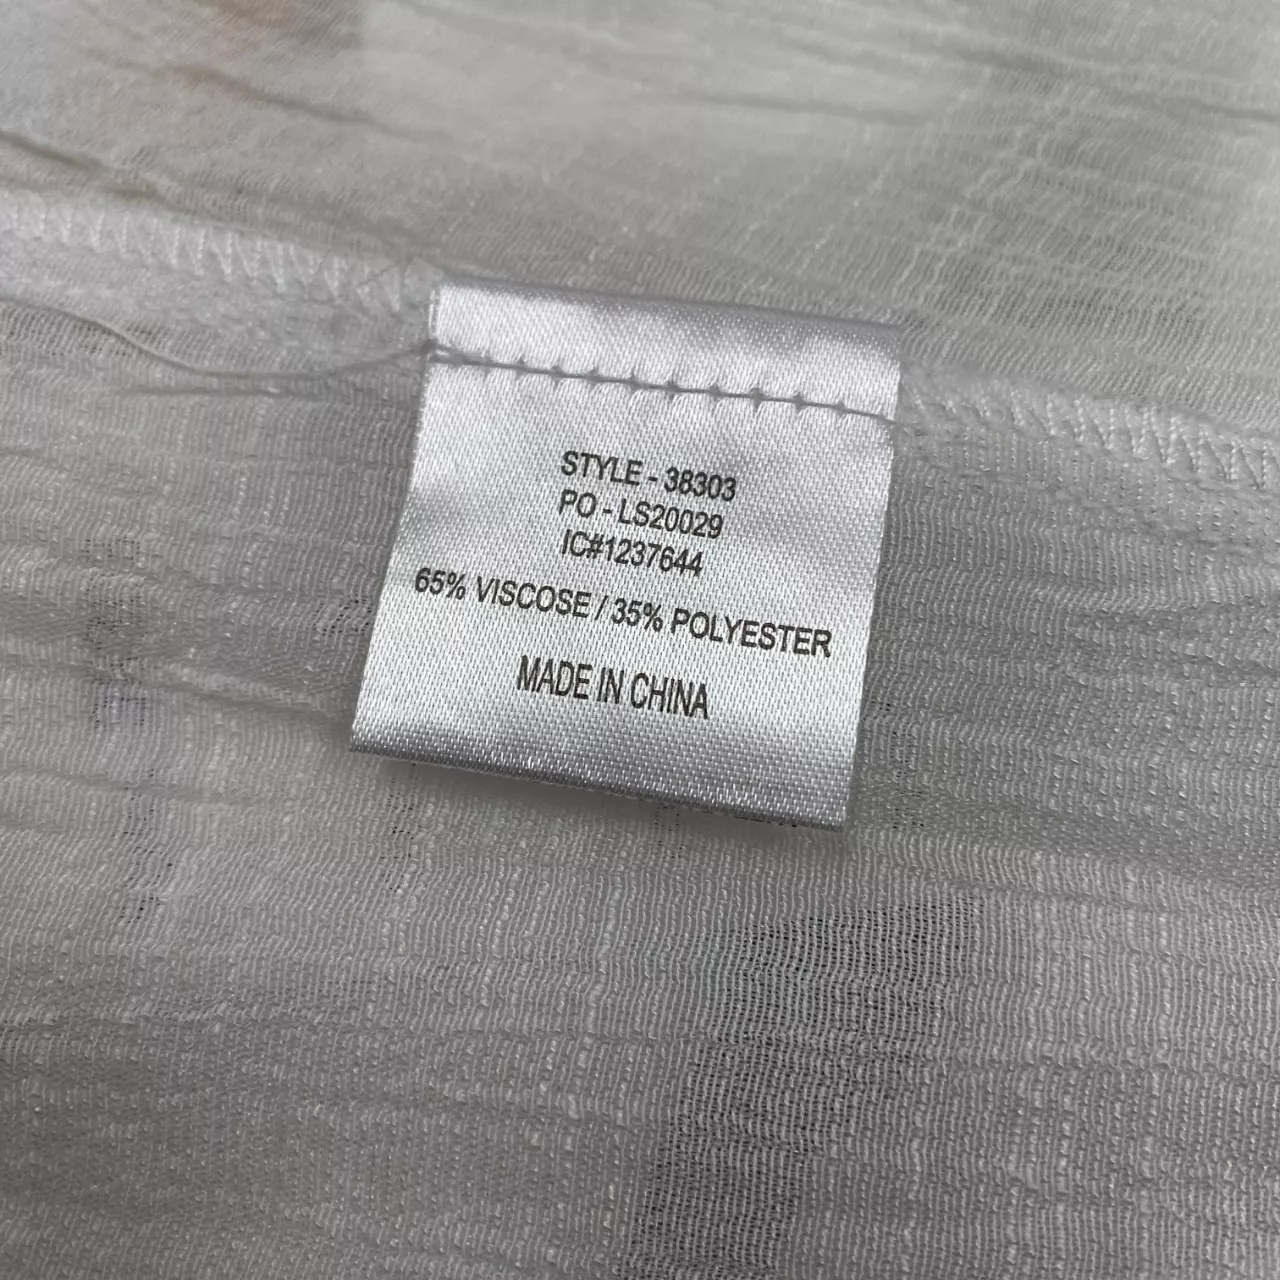 STYLE - 38303
PO - LS20029
IC#1237644
65% VISCOSE / 35% POLYESTER
MADE IN CHINA